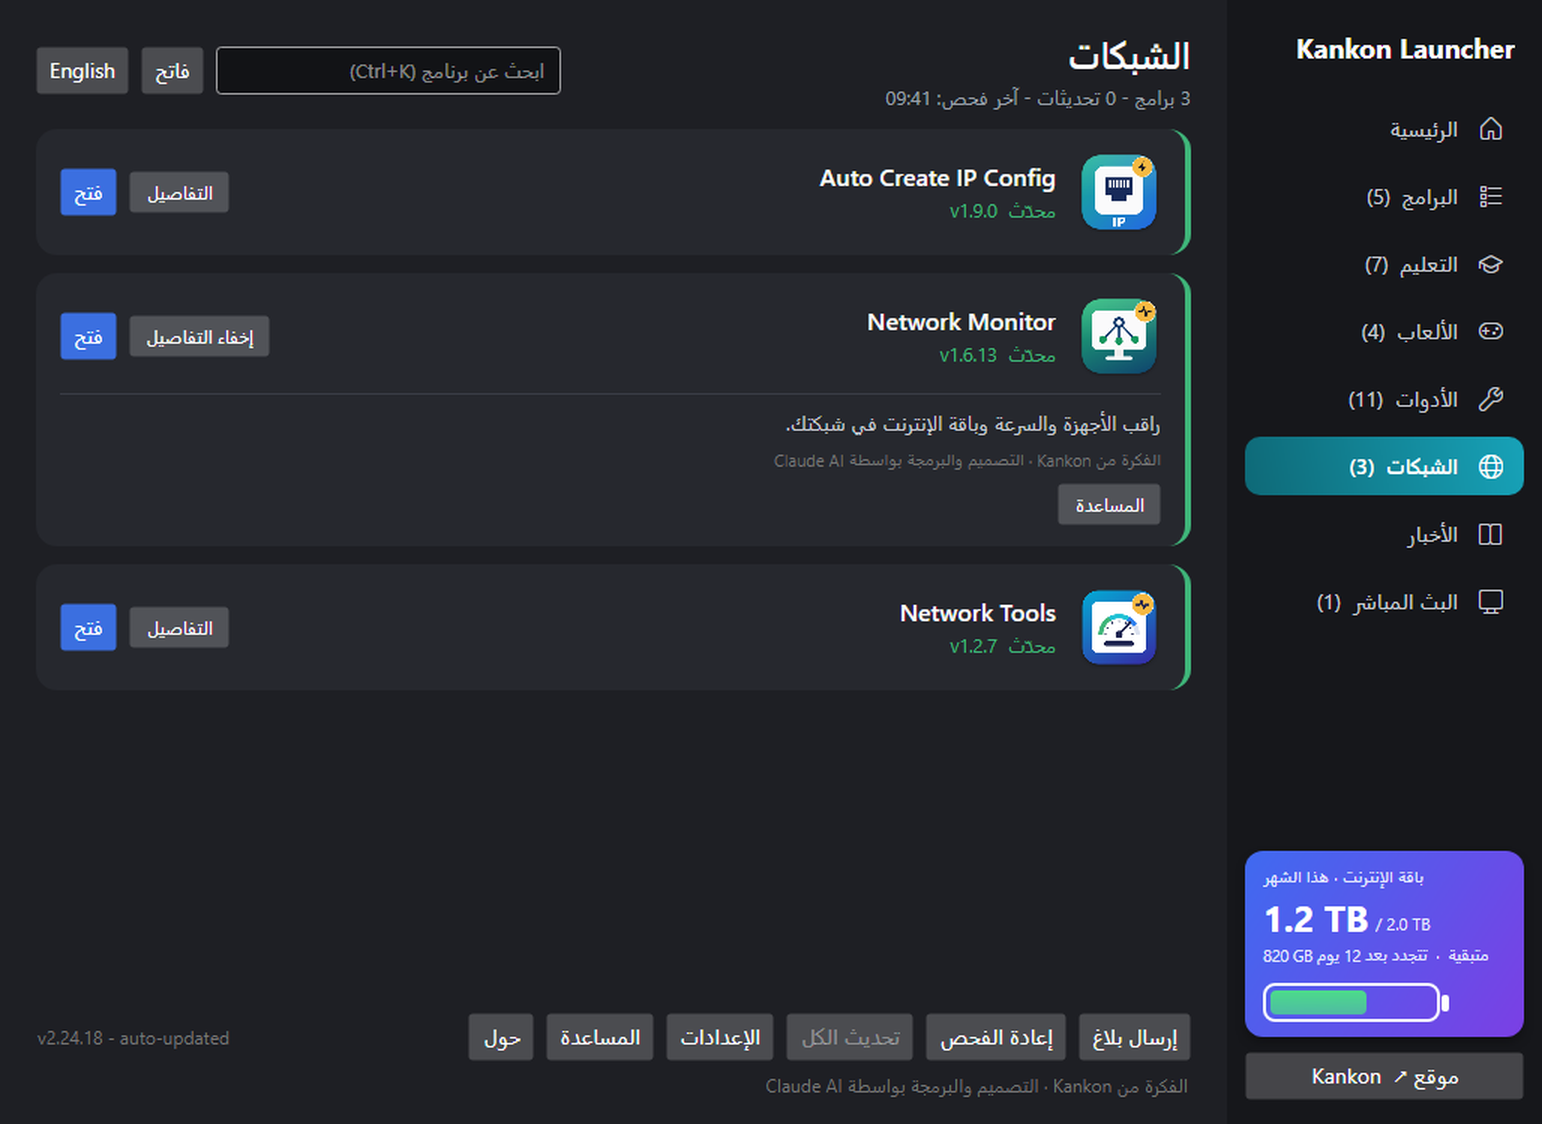 Kankon Launcher
الرئيسية
البرامج (5)
التعليم (7)
الألعاب (4)
الأدوات (11)
الشبكات (3)
الأخبار
البث المباشر (1)
باقة الإنترنت · هذا الشهر
1.2 TB / 2.0 TB
820 GB متبقية · تتجدد بعد 12 يوم
موقع Kankon ↗
الشبكات
3 برامج - 0 تحديثات - آخر فحص: 09:41
ابحث عن برنامج (Ctrl+K)
فاتح
English
Auto Create IP Config
محدّث v1.9.0
IP
التفاصيل
فتح
Network Monitor
محدّث v1.6.13
إخفاء التفاصيل
فتح
راقب الأجهزة والسرعة وباقة الإنترنت في شبكتك.
الفكرة من Kankon · التصميم والبرمجة بواسطة Claude AI
المساعدة
Network Tools
محدّث v1.2.7
التفاصيل
فتح
إرسال بلاغ
إعادة الفحص
تحديث الكل
الإعدادات
المساعدة
حول
v2.24.18 - auto-updated
الفكرة من Kankon · التصميم والبرمجة بواسطة Claude AI